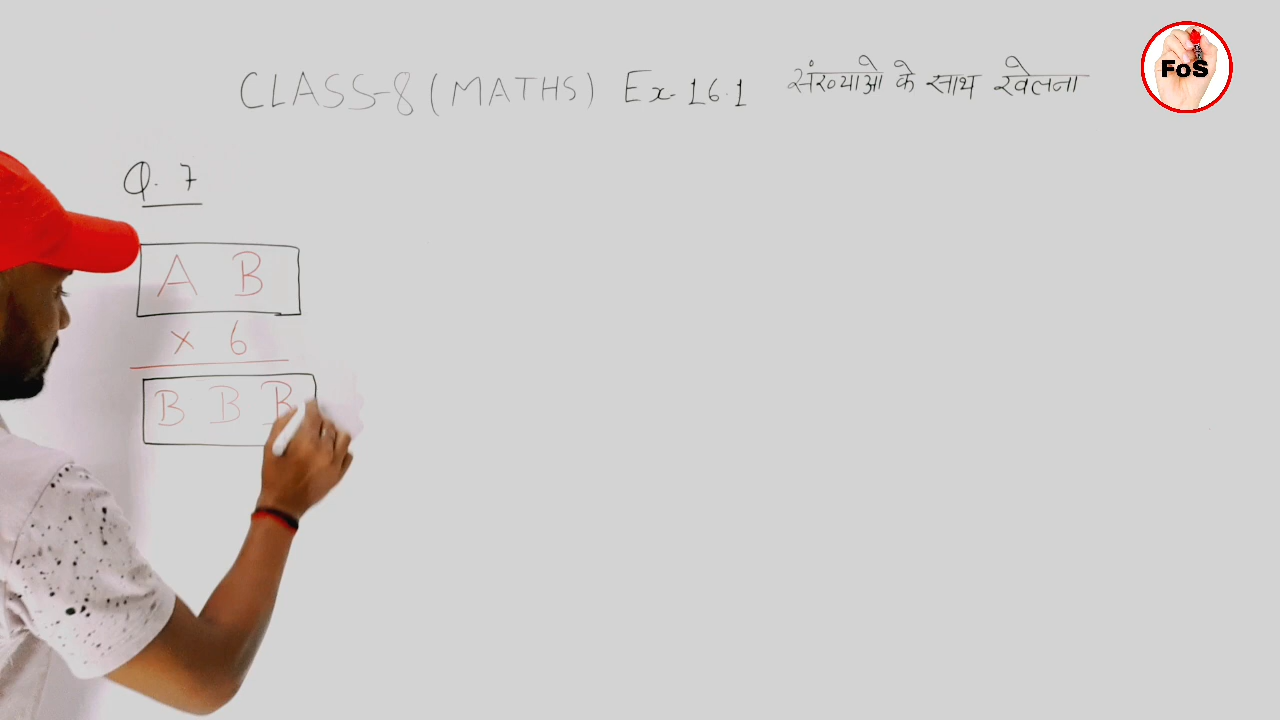 CLASS-8 (MATHS) Ex. 16.1 संख्याओ के साथ खेलना
FoS
Q. 7
A B
× 6
B B B